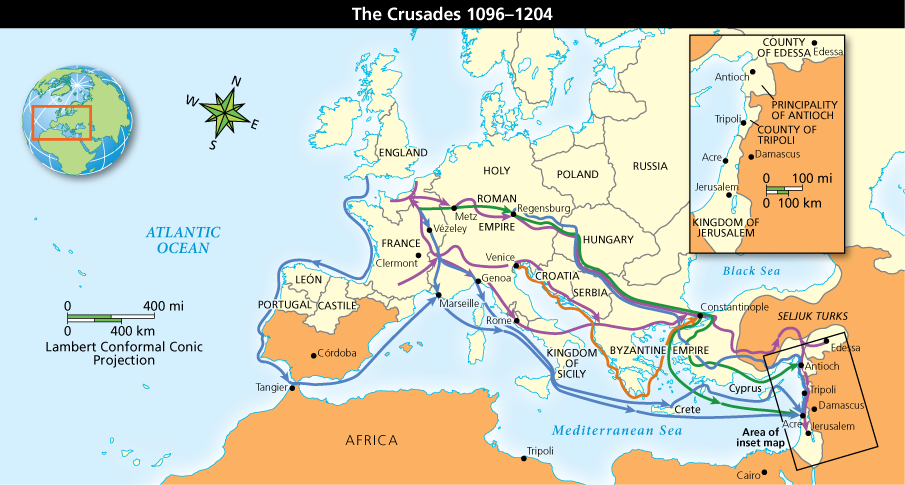 The Crusades 1096–1204
N
W
E
S
ATLANTIC
OCEAN
0 400 mi
0 400 km
Lambert Conformal Conic
Projection
ENGLAND
HOLY
ROMAN
EMPIRE
POLAND
RUSSIA
Metz
Regensburg
Vézeley
FRANCE
Clermont
HUNGARY
Venice
Genoa
CROATIA
SERBIA
LEÓN
PORTUGAL
CASTILE
Marseille
Rome
Córdoba
Tangier
KINGDOM
OF
SICILY
BYZANTINE EMPIRE
Constantinople
Black Sea
SELJUK TURKS
Edessa
Antioch
Cyprus
Tripoli
Damascus
Crete
Acre
Jerusalem
Area of
inset map
Mediterranean Sea
AFRICA
Tripoli
Cairo
COUNTY
OF EDESSA
Edessa
Antioch
PRINCIPALITY
OF ANTIOCH
Tripoli
COUNTY OF
TRIPOLI
Acre
Damascus
Jerusalem
0 100 mi
0 100 km
KINGDOM OF
JERUSALEM